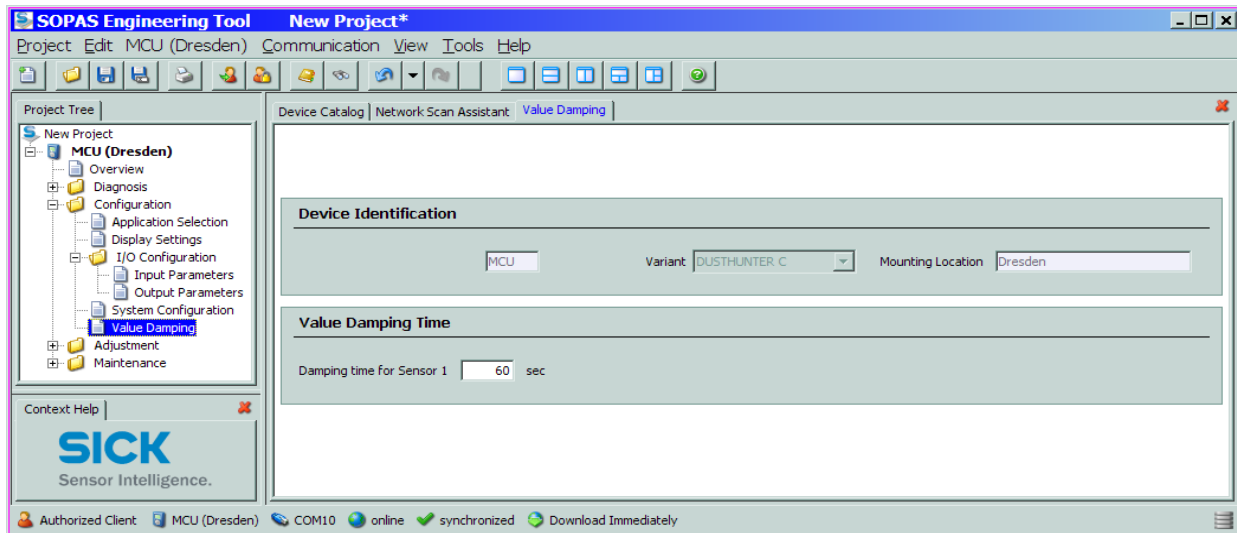 SOPAS Engineering Tool New Project*
Project Edit MCU (Dresden) Communication View Tools Help
Project Tree
New Project
MCU (Dresden)
Overview
Diagnosis
Configuration
Application Selection
Display Settings
I/O Configuration
Input Parameters
Output Parameters
System Configuration
Value Damping
Adjustment
Maintenance
Context Help
SICK
Sensor Intelligence.
Device Catalog Network Scan Assistant Value Damping
Device Identification
MCU Variant DUSTHUNTER C Mounting Location Dresden
Value Damping Time
Damping time for Sensor 1 60 sec
Authorized Client MCU (Dresden) COM10 online synchronized Download Immediately